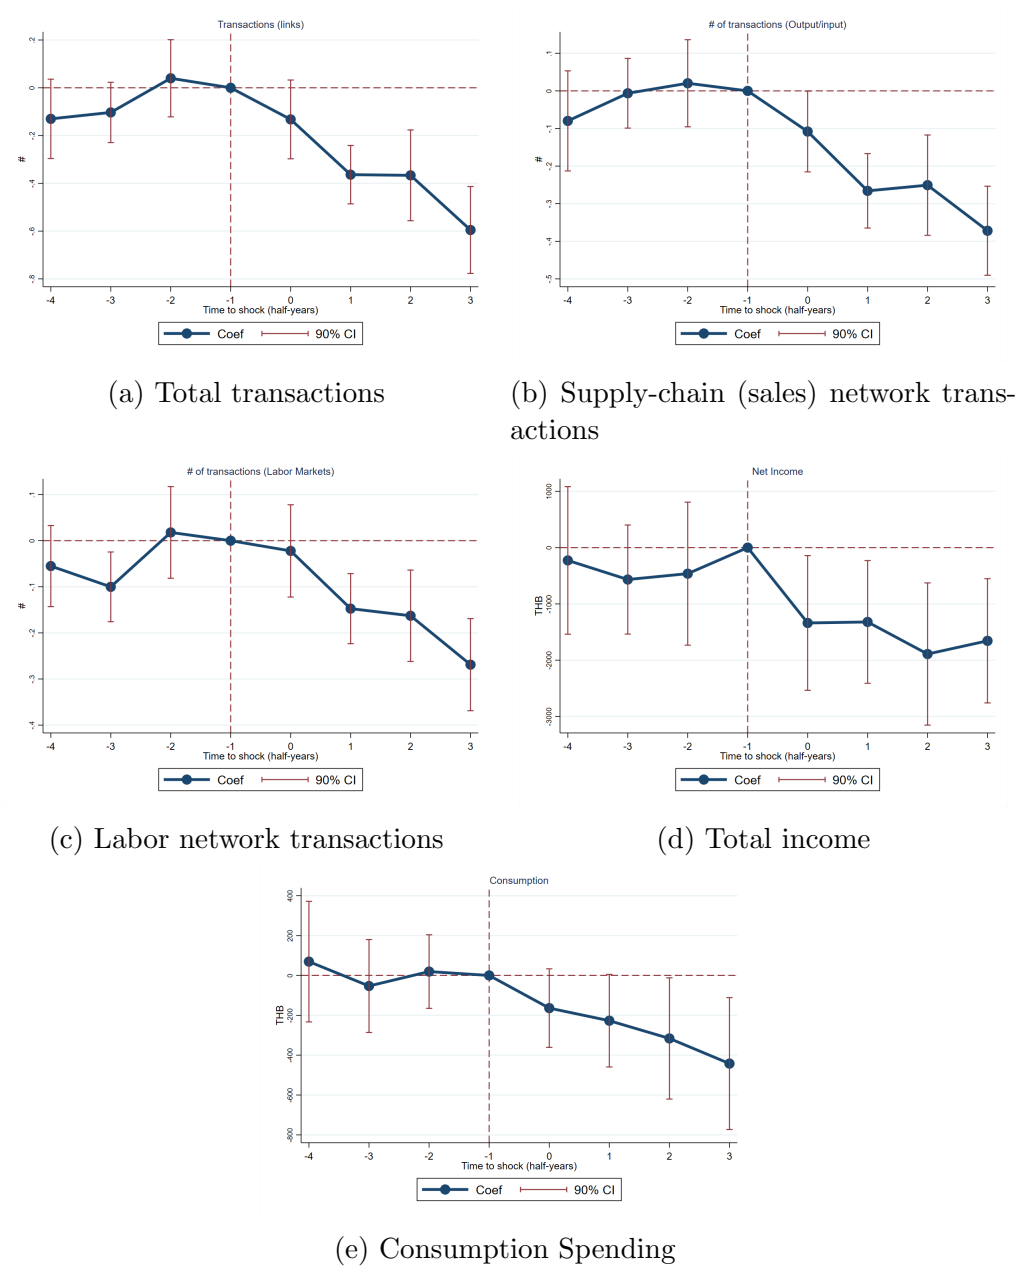 Transactions (links)
.2
0
-.2
-.4
-.6
-.8
#
-4 -3 -2 -1 0 1 2 3
Time to shock (half-years)
Coef 90% CI
(a) Total transactions
# of transactions (Output/input)
.1
0
-.1
-.2
-.3
-.4
-.5
#
-4 -3 -2 -1 0 1 2 3
Time to shock (half-years)
Coef 90% CI
(b) Supply-chain (sales) network trans-
actions
# of transactions (Labor Markets)
.1
0
-.1
-.2
-.3
-.4
#
-4 -3 -2 -1 0 1 2 3
Time to shock (half-years)
Coef 90% CI
(c) Labor network transactions
Net Income
1000
0
-1000
-2000
-3000
THB
-4 -3 -2 -1 0 1 2 3
Time to shock (half-years)
Coef 90% CI
(d) Total income
Consumption
400
200
0
-200
-400
-600
-800
THB
-4 -3 -2 -1 0 1 2 3
Time to shock (half-years)
Coef 90% CI
(e) Consumption Spending